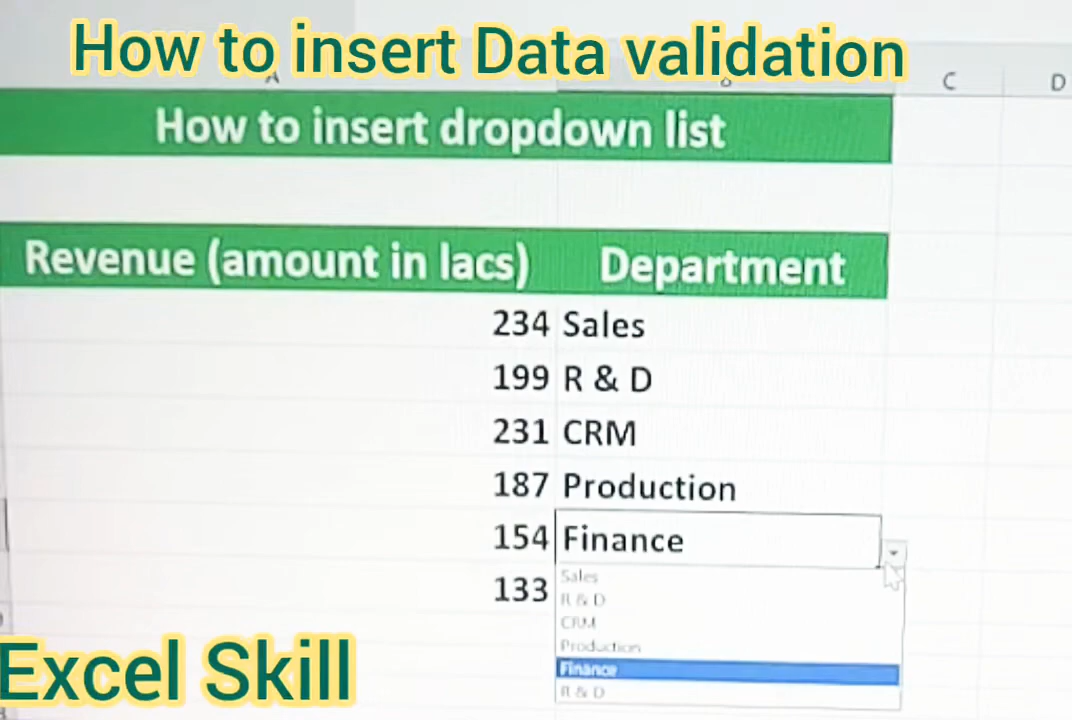 How to insert Data validation
A B C D
How to insert dropdown list
Revenue (amount in lacs) Department
234 Sales
199 R & D
231 CRM
187 Production
154 Finance
133
Sales
R & D
CRM
Production
Finance
R & D
Excel Skill